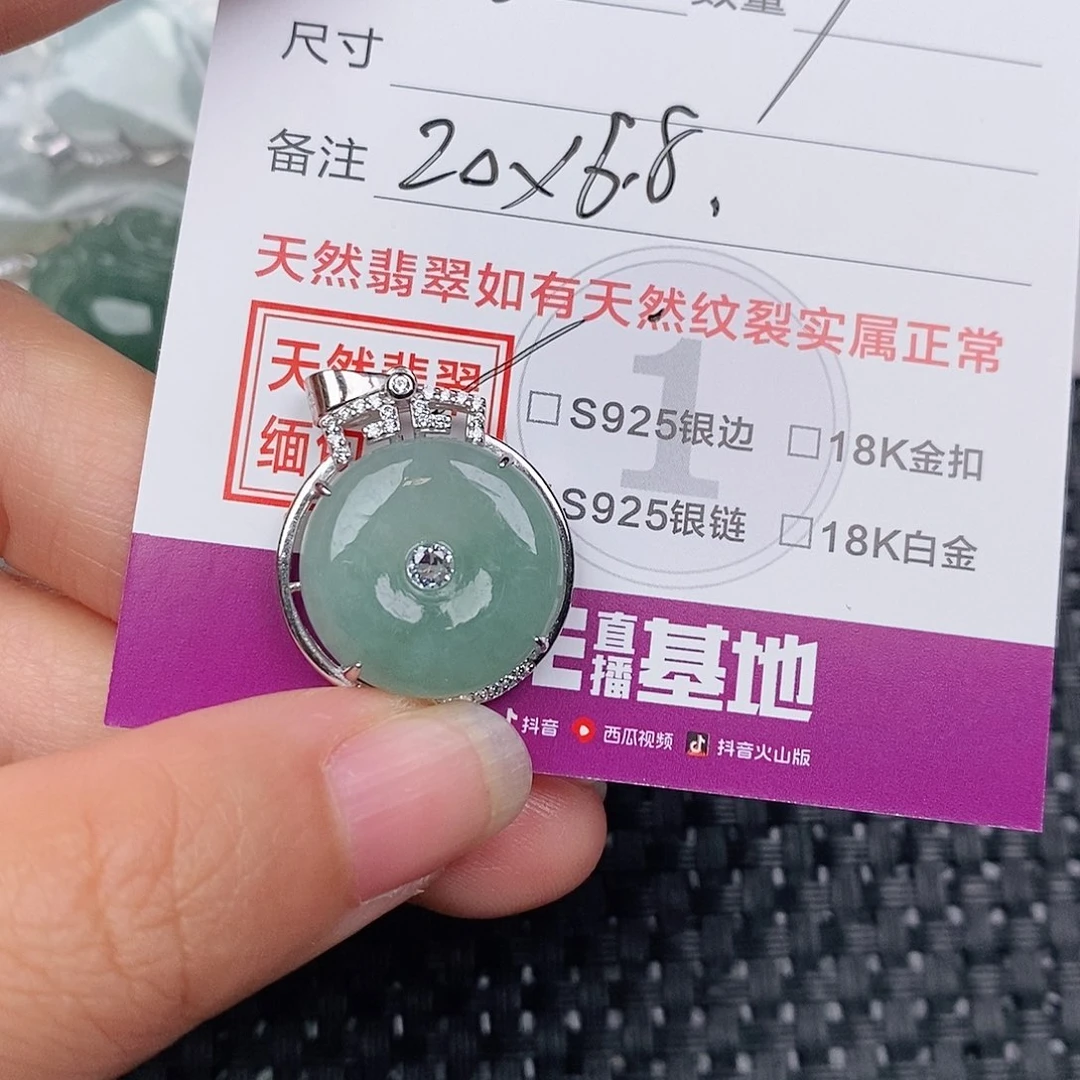 数量
尺寸
备注 20×6.8.
天然翡翠如有天然纹裂实属正常
天然翡翠
缅
1
□S925银边 □18K金扣
S925银链 □18K白金
直播基地
抖音 西瓜视频 抖音火山版